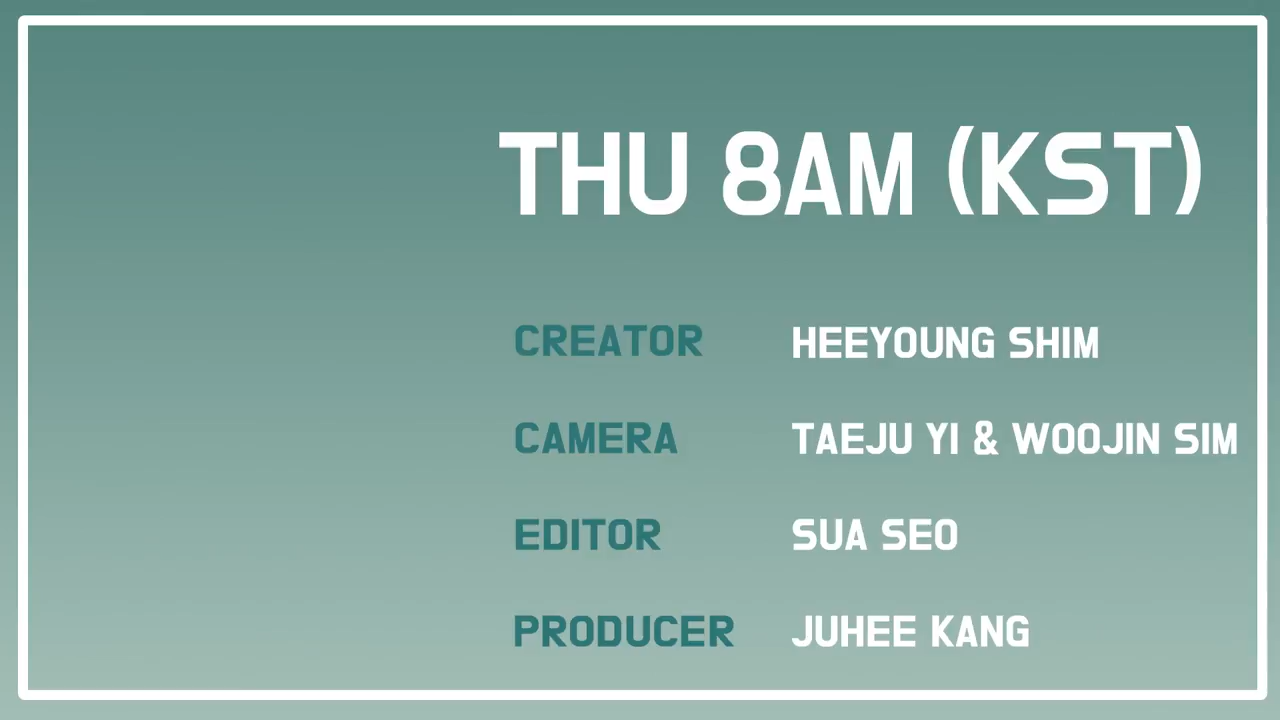 THU 8AM (KST)
CREATOR HEEYOUNG SHIM
CAMERA TAEJU YI & WOOJIN SIM
EDITOR SUA SEO
PRODUCER JUHEE KANG